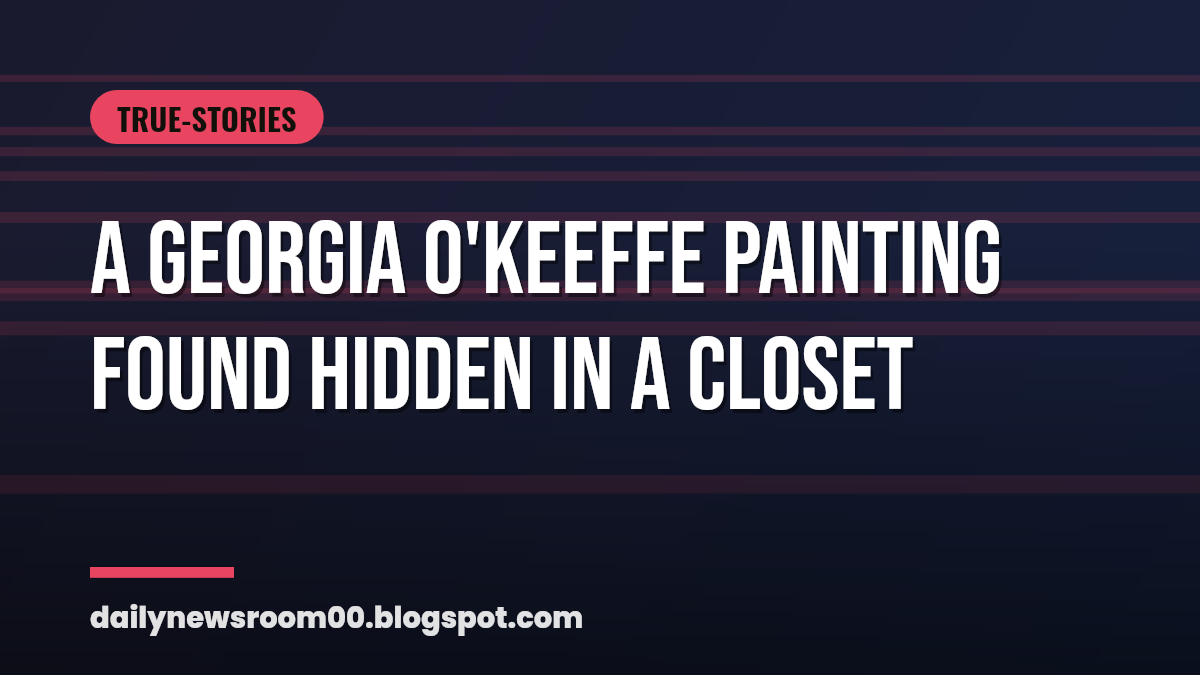 TRUE-STORIES
A GEORGIA O'KEEFFE PAINTING
FOUND HIDDEN IN A CLOSET
dailynewsroom00.blogspot.com